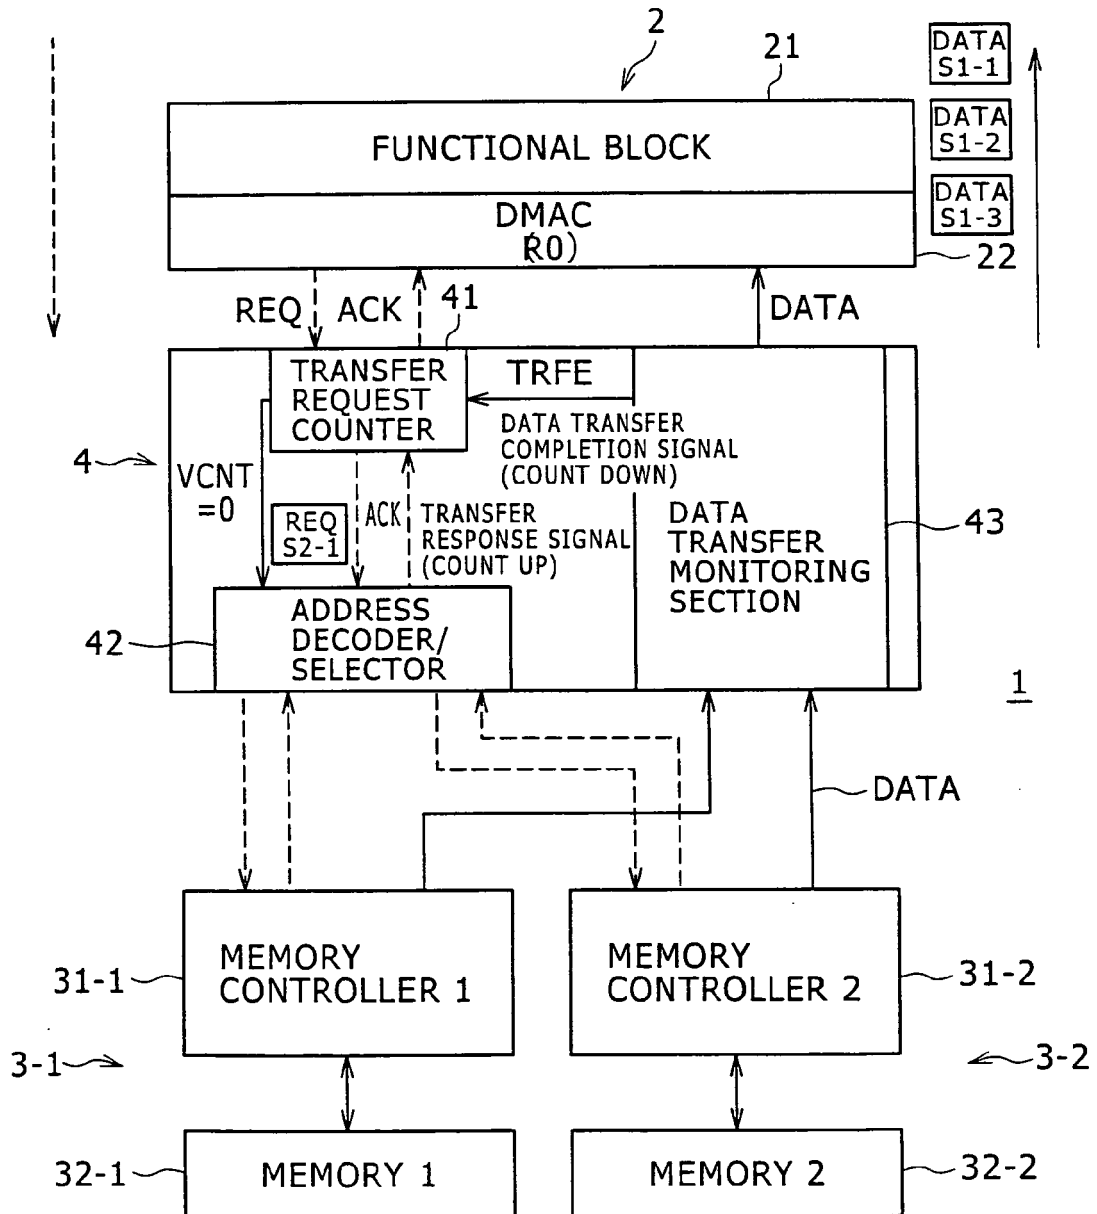 2
21
DATA
S1-1
DATA
S1-2
DATA
S1-3
FUNCTIONAL BLOCK
DMAC
(R0)
22
REQ
ACK
41
DATA
TRANSFER
REQUEST
COUNTER
TRFE
DATA TRANSFER
COMPLETION SIGNAL
(COUNT DOWN)
4
VCNT
=0
REQ
S2-1
ACK
TRANSFER
RESPONSE SIGNAL
(COUNT UP)
DATA
TRANSFER
MONITORING
SECTION
43
42
ADDRESS
DECODER/
SELECTOR
1
DATA
MEMORY
CONTROLLER 1
31-1
MEMORY
CONTROLLER 2
31-2
3-1
3-2
32-1
MEMORY 1
MEMORY 2
32-2